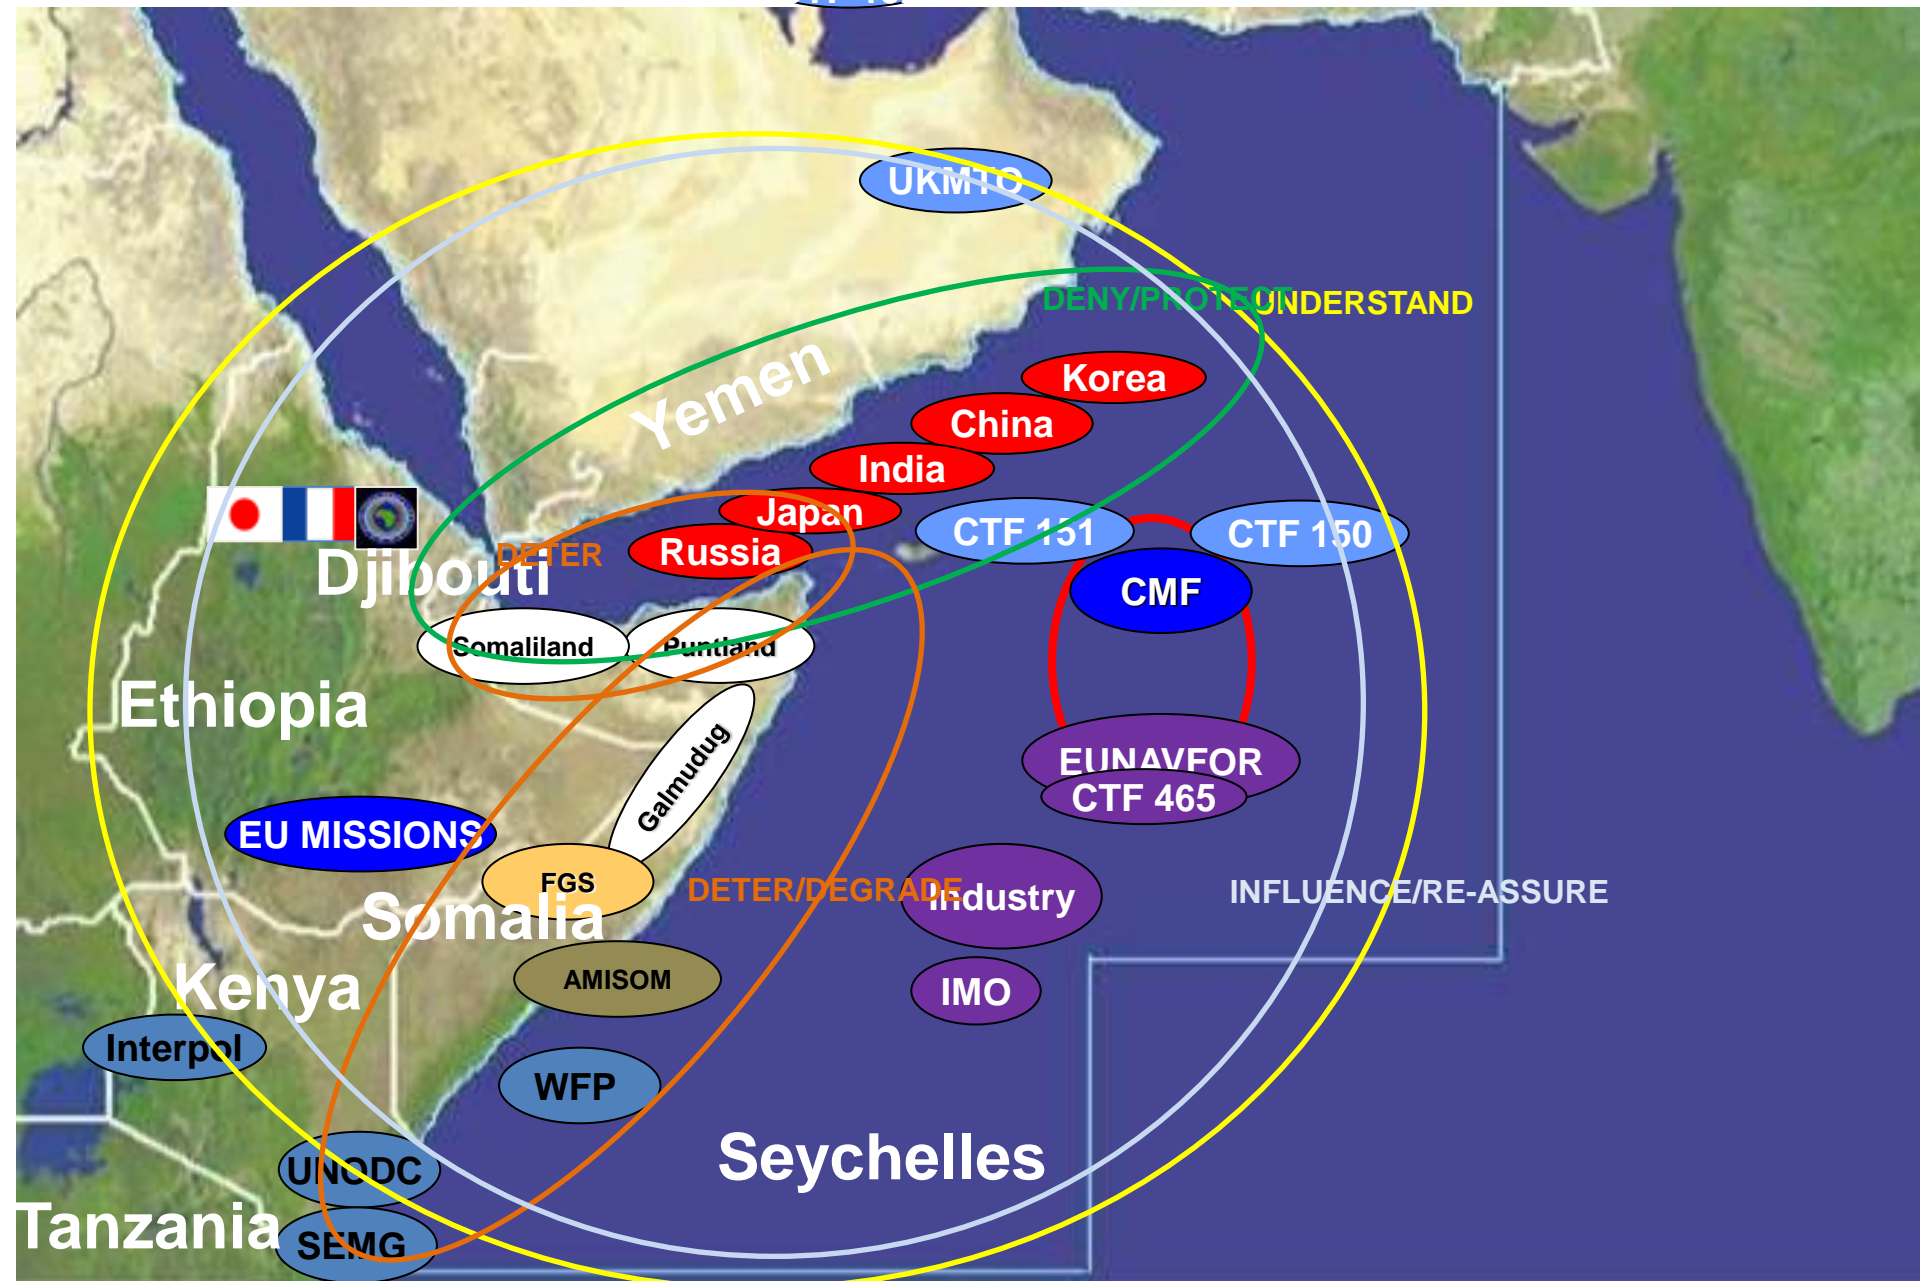 UKMTO
DENY/PROTECT
UNDERSTAND
Yemen
Korea
China
India
Japan
CTF 151
CTF 150
DETER
Russia
Djibouti
CMF
Somaliland
Puntland
Ethiopia
Galmudug
EUNAVFOR
CTF 465
EU MISSIONS
FGS
DETER/DEGRADE
Industry
INFLUENCE/RE-ASSURE
Somalia
AMISOM
Kenya
IMO
Interpol
WFP
Seychelles
UNODC
Tanzania
SEMG